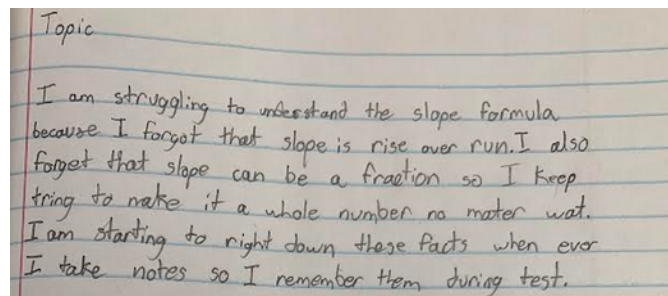 Topic
I am struggling to understand the slope formula
because I forgot that slope is rise over run. I also
forget that slope can be a fraction so I keep
tring to make it a whole number no mater wat.
I am starting to right down these facts when ever
I take notes so I remember them during test.